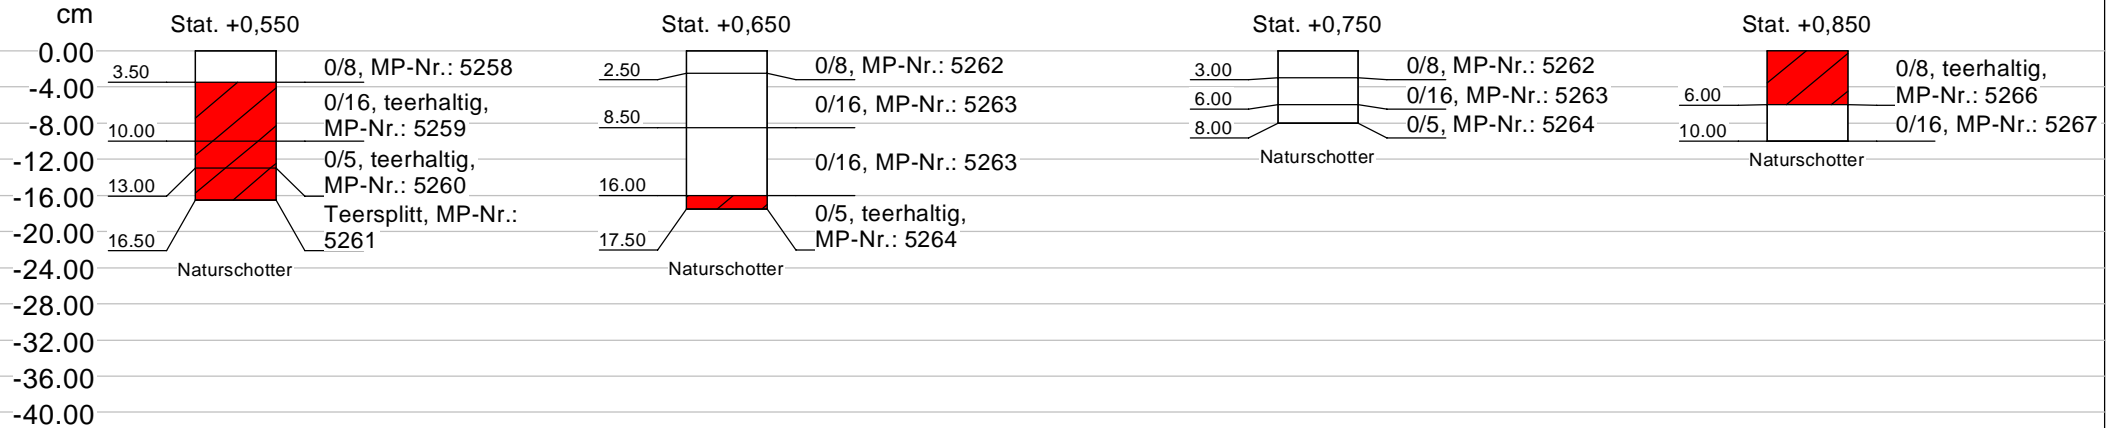 cm
0.00
-4.00
-8.00
-12.00
-16.00
-20.00
-24.00
-28.00
-32.00
-36.00
-40.00
Stat. +0,550
3.50
10.00
13.00
16.50
0/8, MP-Nr.: 5258
0/16, teerhaltig,
MP-Nr.: 5259
0/5, teerhaltig,
MP-Nr.: 5260
Teersplitt, MP-Nr.:
5261
Naturschotter
Stat. +0,650
2.50
8.50
16.00
17.50
0/8, MP-Nr.: 5262
0/16, MP-Nr.: 5263
0/16, MP-Nr.: 5263
0/5, teerhaltig,
MP-Nr.: 5264
Naturschotter
Stat. +0,750
3.00
6.00
8.00
0/8, MP-Nr.: 5262
0/16, MP-Nr.: 5263
0/5, MP-Nr.: 5264
Naturschotter
Stat. +0,850
6.00
10.00
0/8, teerhaltig,
MP-Nr.: 5266
0/16, MP-Nr.: 5267
Naturschotter